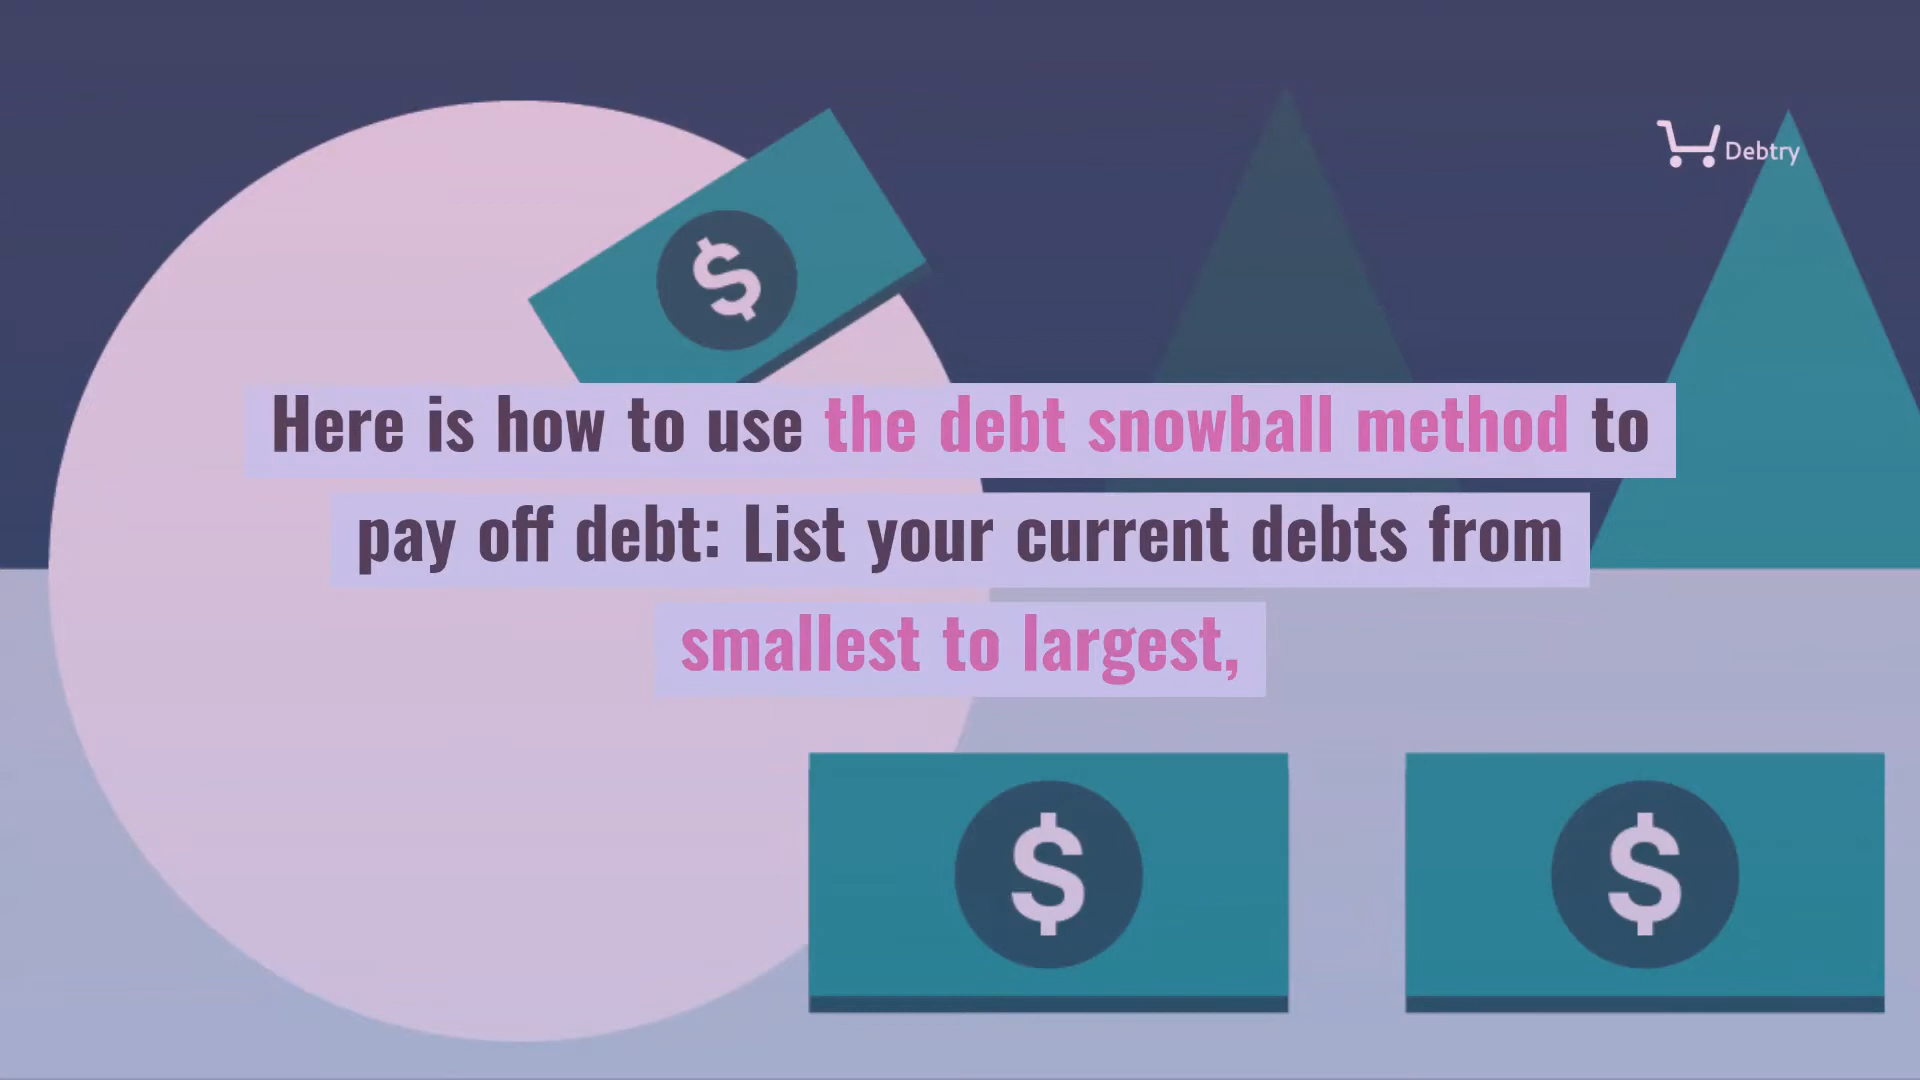 Debtry
$
Here is how to use the debt snowball method to
pay off debt: List your current debts from
smallest to largest,
$ $